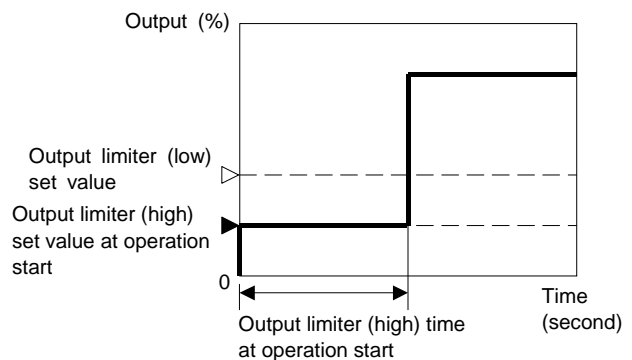 Output (%)
Output limiter (low)
set value
Output limiter (high)
set value at operation
start
0
Time
(second)
Output limiter (high) time
at operation start